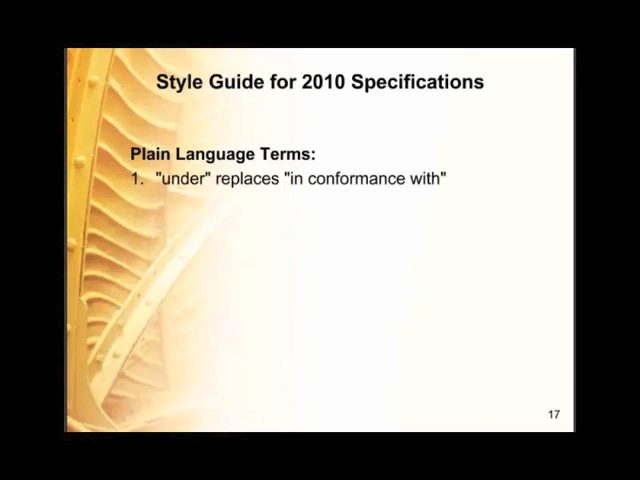 Style Guide for 2010 Specifications
Plain Language Terms:
1. "under" replaces "in conformance with"
17